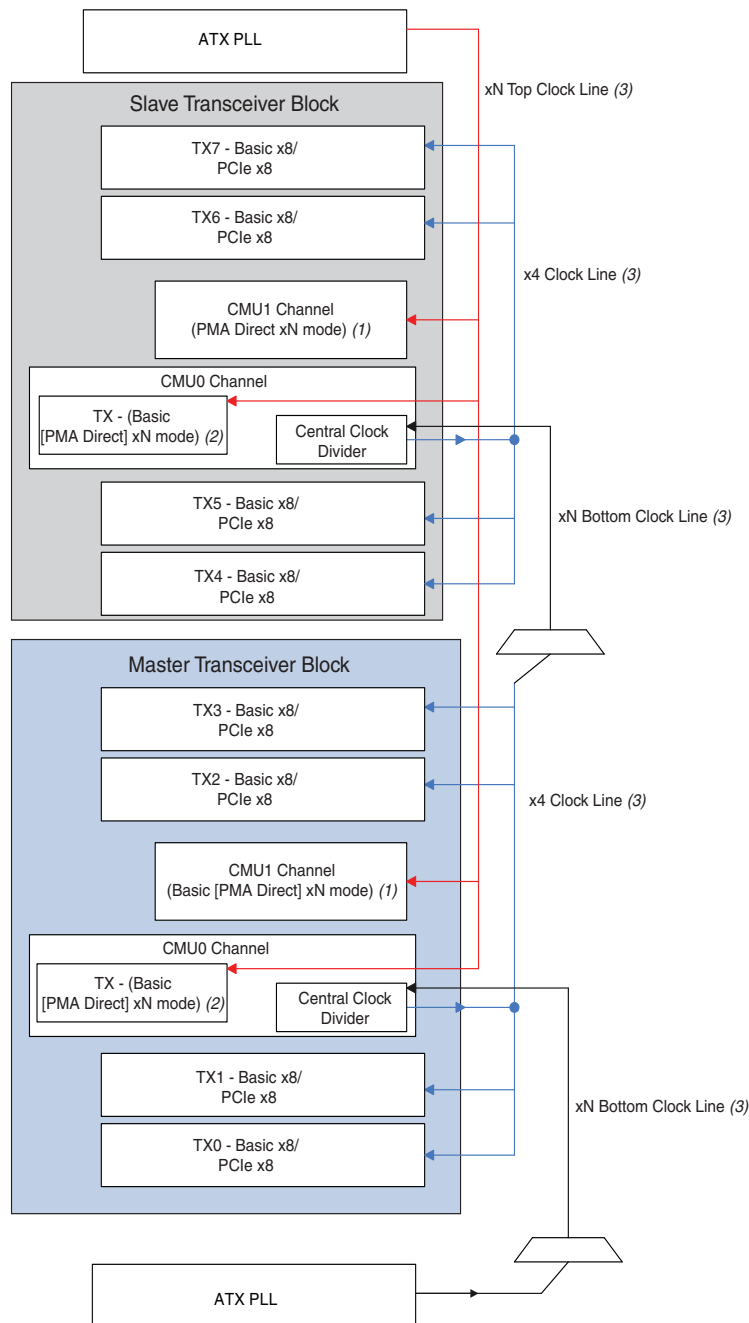 ATX PLL
xN Top Clock Line (3)
Slave Transceiver Block
TX7 - Basic x8/
PCIe x8
TX6 - Basic x8/
PCIe x8
x4 Clock Line (3)
CMU1 Channel
(PMA Direct xN mode) (1)
CMU0 Channel
TX - (Basic
[PMA Direct] xN mode) (2)
Central Clock
Divider
TX5 - Basic x8/
PCIe x8
xN Bottom Clock Line (3)
TX4 - Basic x8/
PCIe x8
Master Transceiver Block
TX3 - Basic x8/
PCIe x8
TX2 - Basic x8/
PCIe x8
x4 Clock Line (3)
CMU1 Channel
(Basic [PMA Direct] xN mode) (1)
CMU0 Channel
TX - (Basic
[PMA Direct] xN mode) (2)
Central Clock
Divider
TX1 - Basic x8/
PCIe x8
xN Bottom Clock Line (3)
TX0 - Basic x8/
PCIe x8
ATX PLL